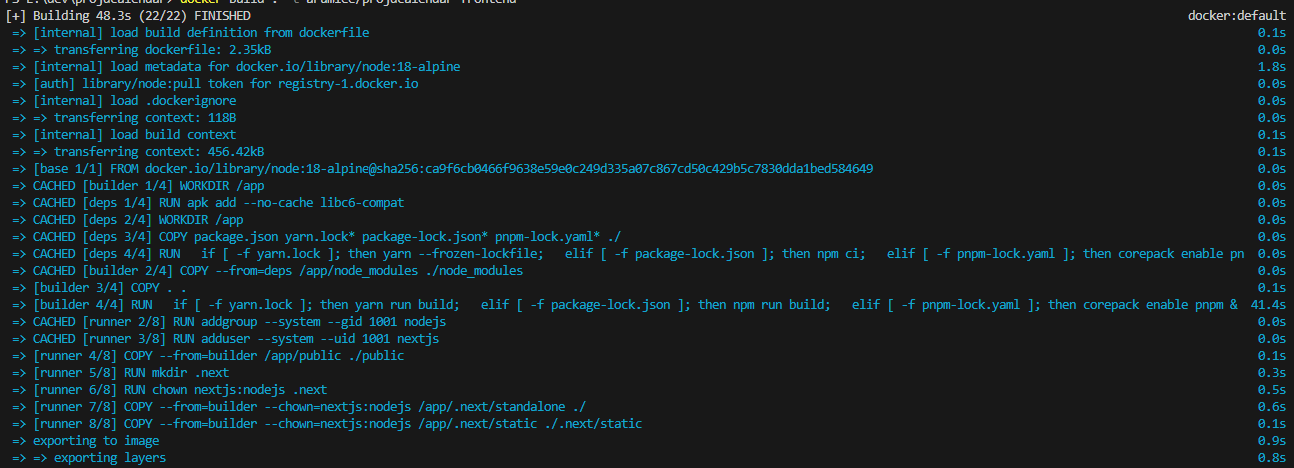 [+] Building 48.3s (22/22) FINISHED docker:default
=> [internal] load build definition from dockerfile 0.1s
=> => transferring dockerfile: 2.35kB 0.0s
=> [internal] load metadata for docker.io/library/node:18-alpine 1.8s
=> [auth] library/node:pull token for registry-1.docker.io 0.0s
=> [internal] load .dockerignore 0.0s
=> => transferring context: 118B 0.0s
=> [internal] load build context 0.1s
=> => transferring context: 456.42kB 0.1s
=> [base 1/1] FROM docker.io/library/node:18-alpine@sha256:ca9f6cb0466f9638e59e0c249d335a07c867cd50c429b5c7830dda1bed584649 0.0s
=> CACHED [builder 1/4] WORKDIR /app 0.0s
=> CACHED [deps 1/4] RUN apk add --no-cache libc6-compat 0.0s
=> CACHED [deps 2/4] WORKDIR /app 0.0s
=> CACHED [deps 3/4] COPY package.json yarn.lock* package-lock.json* pnpm-lock.yaml* ./ 0.0s
=> CACHED [deps 4/4] RUN   if [ -f yarn.lock ]; then yarn --frozen-lockfile;   elif [ -f package-lock.json ]; then npm ci;   elif [ -f pnpm-lock.yaml ]; then corepack enable pn 0.0s
=> CACHED [builder 2/4] COPY --from=deps /app/node_modules ./node_modules 0.0s
=> [builder 3/4] COPY . . 0.1s
=> [builder 4/4] RUN   if [ -f yarn.lock ]; then yarn run build;   elif [ -f package-lock.json ]; then npm run build;   elif [ -f pnpm-lock.yaml ]; then corepack enable pnpm & 41.4s
=> CACHED [runner 2/8] RUN addgroup --system --gid 1001 nodejs 0.0s
=> CACHED [runner 3/8] RUN adduser --system --uid 1001 nextjs 0.0s
=> [runner 4/8] COPY --from=builder /app/public ./public 0.1s
=> [runner 5/8] RUN mkdir .next 0.3s
=> [runner 6/8] RUN chown nextjs:nodejs .next 0.5s
=> [runner 7/8] COPY --from=builder --chown=nextjs:nodejs /app/.next/standalone ./ 0.6s
=> [runner 8/8] COPY --from=builder --chown=nextjs:nodejs /app/.next/static ./.next/static 0.1s
=> exporting to image 0.9s
=> => exporting layers 0.8s